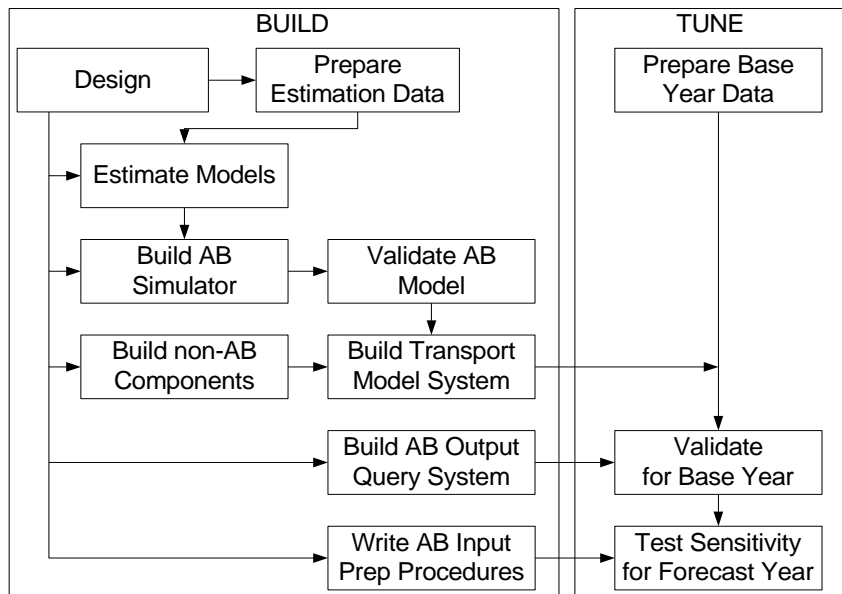 BUILD
TUNE
Design
Prepare
Estimation Data
Prepare Base
Year Data
Estimate Models
Build AB
Simulator
Validate AB
Model
Build non-AB
Components
Build Transport
Model System
Build AB Output
Query System
Validate
for Base Year
Write AB Input
Prep Procedures
Test Sensitivity
for Forecast Year